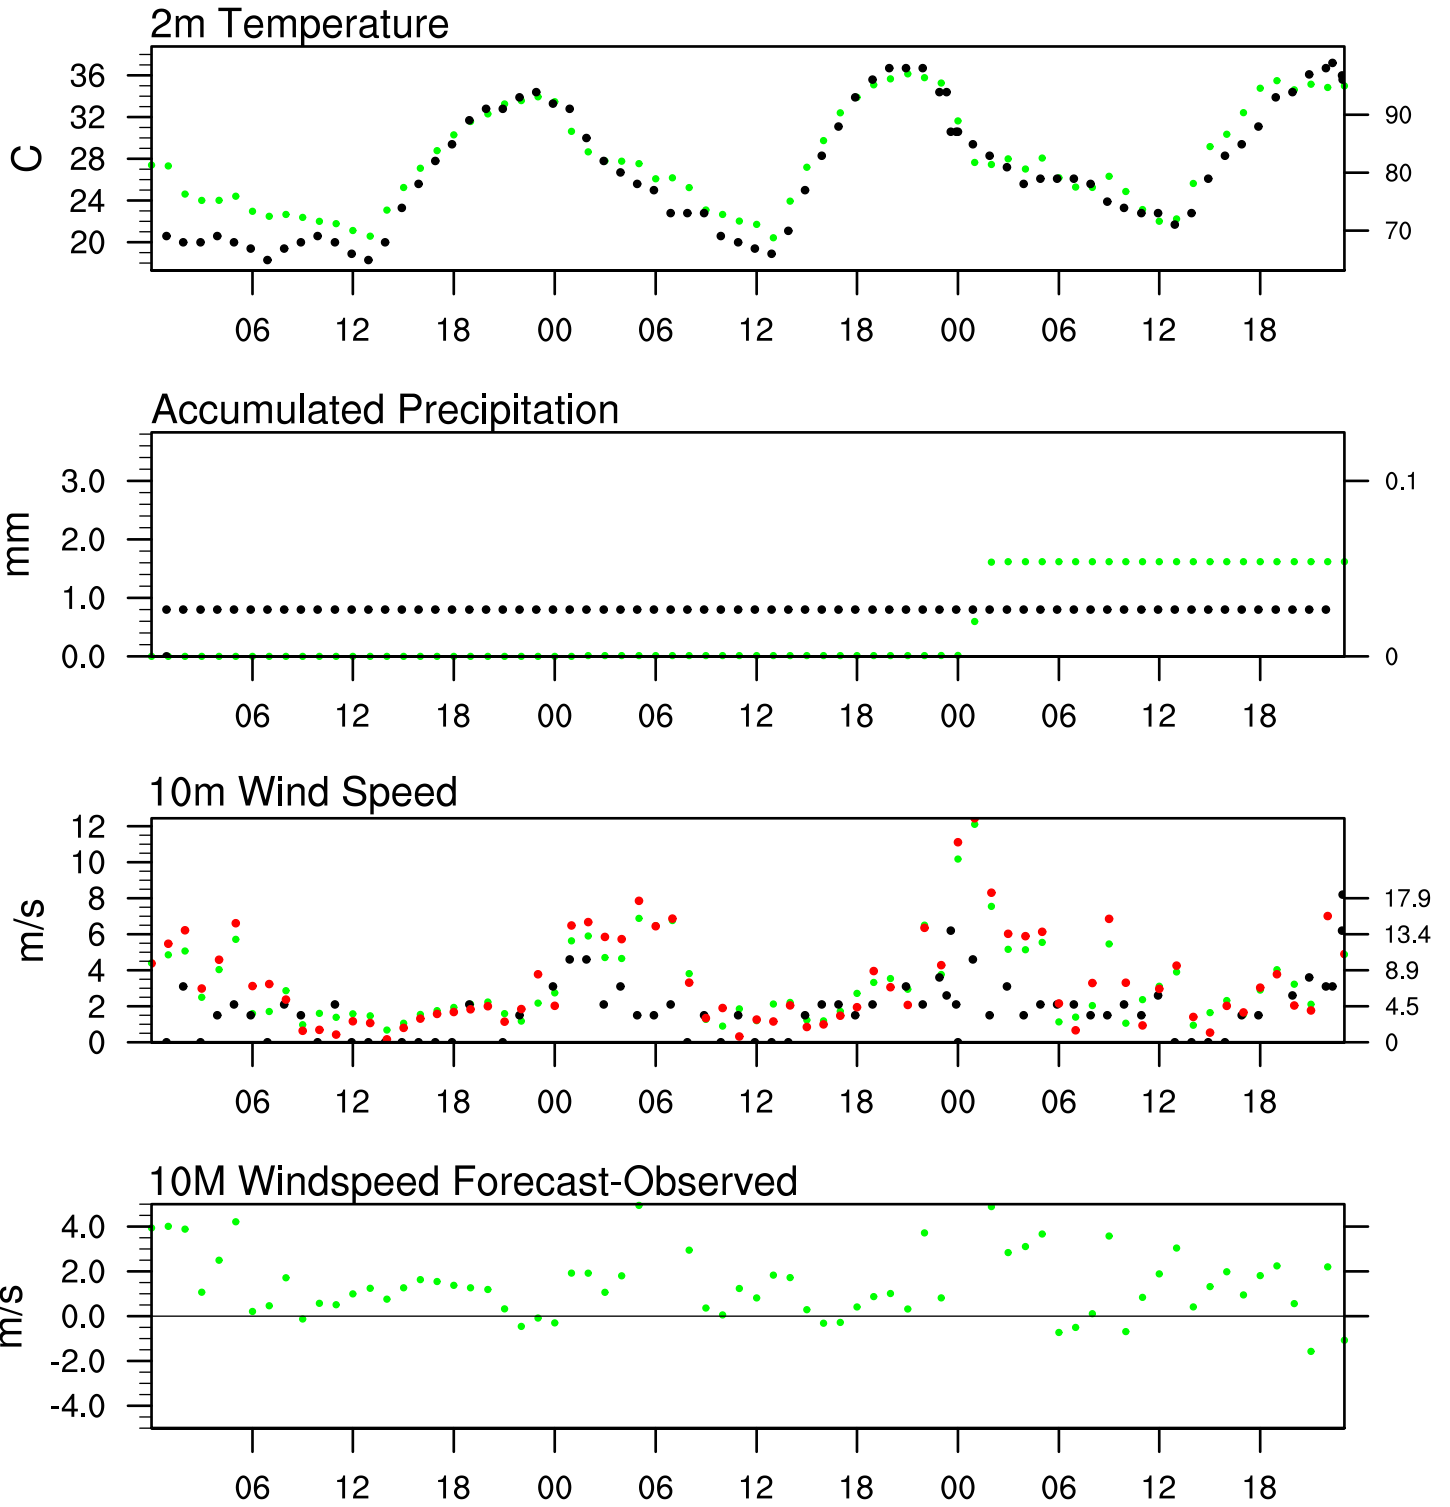 2m Temperature
36
32
28
24
20
C
90
80
70
06 12 18 00 06 12 18 00 06 12 18
Accumulated Precipitation
3.0
2.0
1.0
0.0
mm
0.1
0
06 12 18 00 06 12 18 00 06 12 18
10m Wind Speed
12
10
8
6
4
2
0
m/s
17.9
13.4
8.9
4.5
0
06 12 18 00 06 12 18 00 06 12 18
10M Windspeed Forecast-Observed
4.0
2.0
0.0
-2.0
-4.0
m/s
06 12 18 00 06 12 18 00 06 12 18